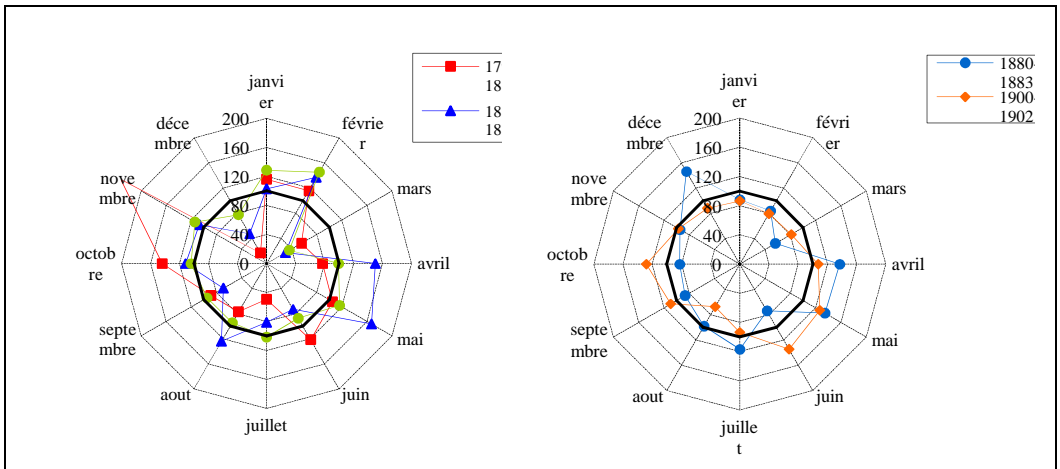 17
18
18
18
janvi
er
févrie
r
mars
avril
mai
juin
juillet
aout
septe
mbre
octob
re
nove
mbre
déce
mbre
200
160
120
80
40
0
1880-
1883
1900-
1902
janvi
er
févri
er
mars
avril
mai
juin
juille
t
aout
septe
mbre
octob
re
nove
mbre
déce
mbre
200
160
120
80
40
0